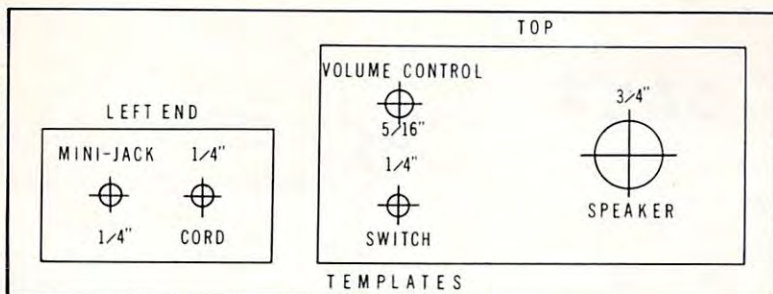 TOP
LEFT END
MINI-JACK 1/4"
1/4" CORD
VOLUME CONTROL
5/16"
1/4"
SWITCH
3/4"
SPEAKER
TEMPLATES